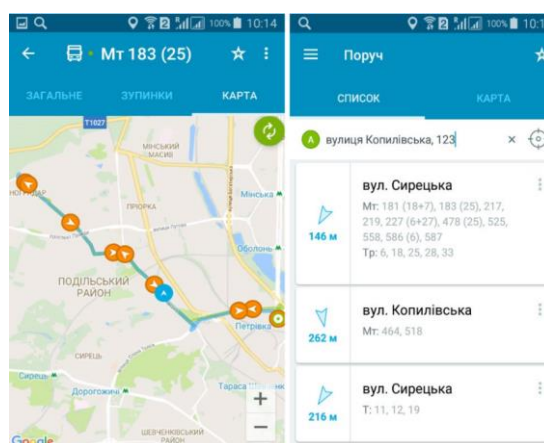 100% 10:14
Мт 183 (25)
ЗАГАЛЬНЕ ЗУПИНКИ КАРТА
T1027
МІНСЬКИЙ
МАСИВ
Мінська
ПРІОРКА
Оболонь
ПОДІЛЬСЬКИЙ
РАЙОН
Петрівка
СИРЕЦЬ
Сирець
Дорогожичі
ШЕВЧЕНКІВСЬКИЙ
РАЙОН
+
−
Google
100% 10:1
Поруч
СПИСОК КАРТА
A вулиця Копилівська, 123
вул. Сирецька
Мт: 181 (18+7), 183 (25), 217,
219, 227 (6+27), 478 (25), 525,
558, 586 (6), 587
Тр: 6, 18, 25, 28, 33
146 м
вул. Копилівська
Мт: 464, 518
262 м
вул. Сирецька
Т: 11, 12, 19
216 м